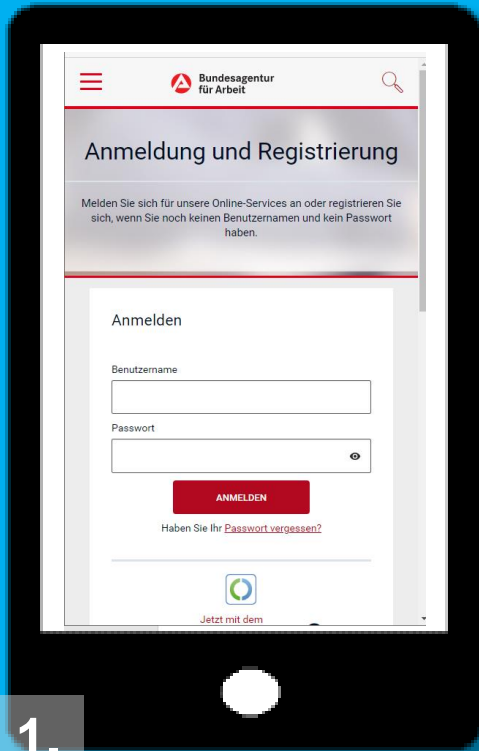 Bundesagentur
für Arbeit
Anmeldung und Registrierung
Melden Sie sich für unsere Online-Services an oder registrieren Sie
sich, wenn Sie noch keinen Benutzernamen und kein Passwort
haben.
Anmelden
Benutzername
Passwort
ANMELDEN
Haben Sie Ihr Passwort vergessen?
Jetzt mit dem
1.